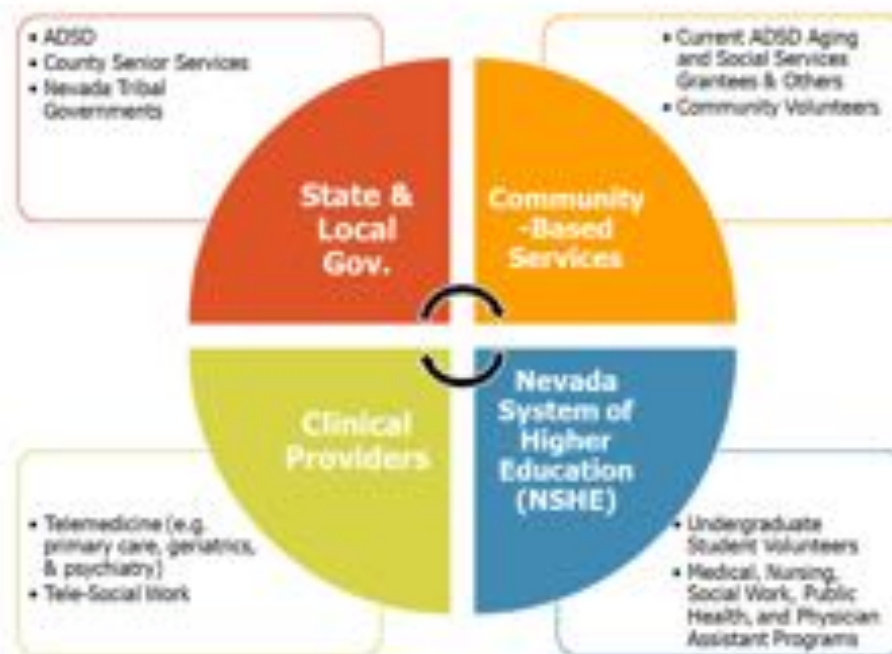 • ADSD
• County Senior Services
• Nevada Tribal
Governments
• Current ADSD Aging
and Social Services
Grantees & Others
• Community Volunteers
State &
Local
Gov.
Community
-Based
Services
Clinical
Providers
Nevada
System of
Higher
Education
(NSHE)
• Telemedicine (e.g.
primary care, geriatrics,
& psychiatry)
• Tele-Social Work
• Undergraduate
Student Volunteers
• Medical, Nursing,
Social Work, Public
Health, and Physician
Assistant Programs